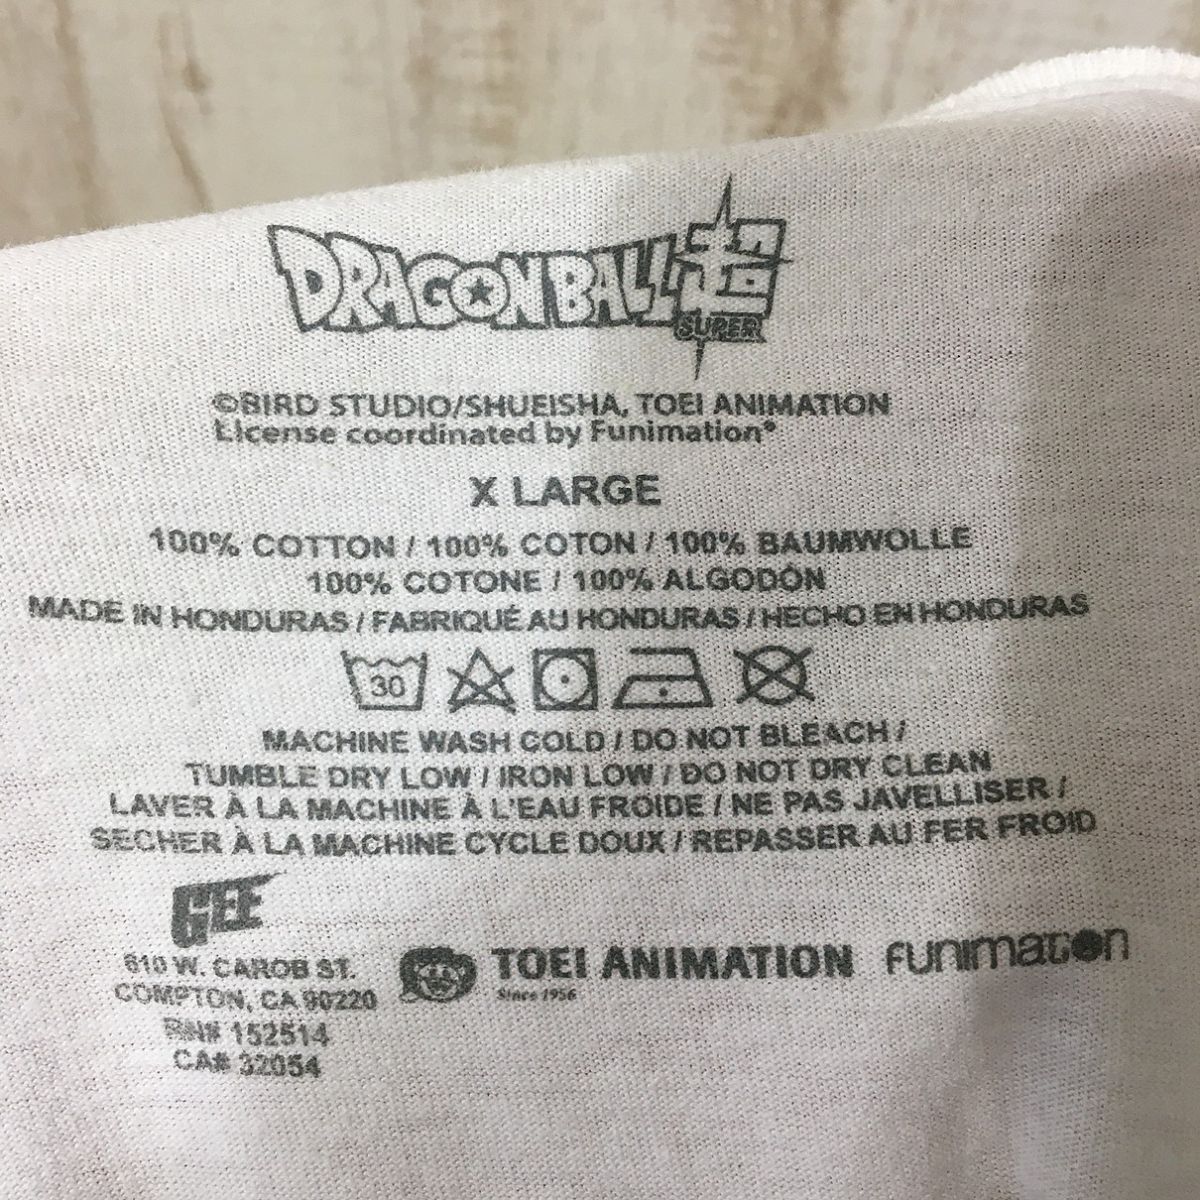 DRAGONBALL超
SUPER
©BIRD STUDIO/SHUEISHA, TOEI ANIMATION
License coordinated by Funimation®
X LARGE
100% COTTON / 100% COTON / 100% BAUMWOLLE
100% COTONE / 100% ALGODÓN
MADE IN HONDURAS / FABRIQUÉ AU HONDURAS / HECHO EN HONDURAS
30
MACHINE WASH COLD / DO NOT BLEACH /
TUMBLE DRY LOW / IRON LOW / DO NOT DRY CLEAN
LAVER À LA MACHINE À L'EAU FROIDE / NE PAS JAVELLISER /
SECHER À LA MACHINE CYCLE DOUX / REPASSER AU FER FROID
GEE
610 W. CAROB ST.
COMPTON, CA 90220
RN# 152514
CA# 32054
TOEI ANIMATION
Since 1956
FUNIMATION